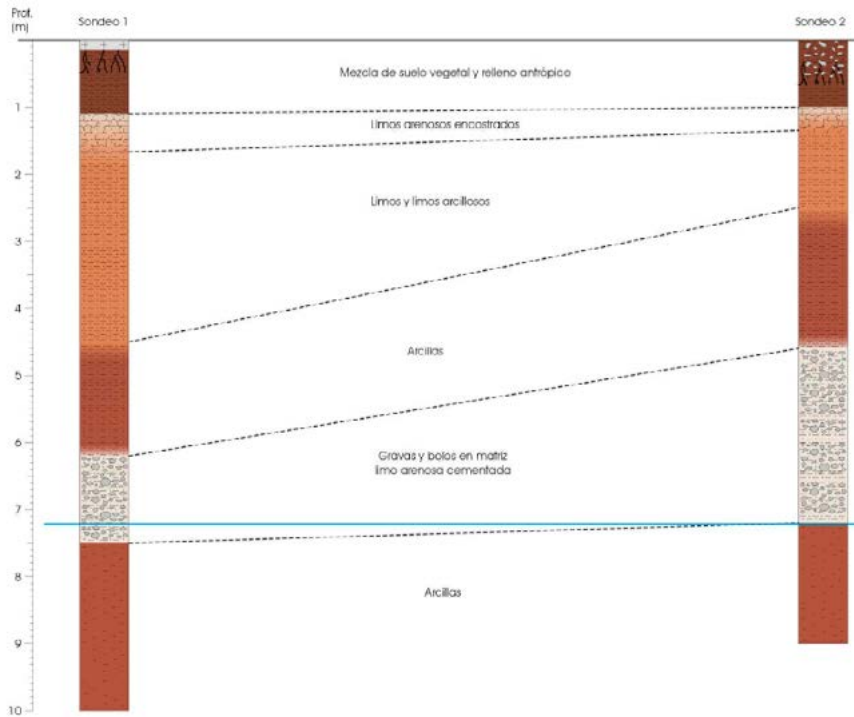 Prof.
(m)
Sondeo 1
Sondeo 2
Mezcla de suelo vegetal y relleno antrópico
1
Limos arenosos encostrados
2
Limos y limos arcillosos
3
4
Arcillas
5
6
Gravas y bolos en matriz
limo arenosa cementada
7
8
Arcillas
9
10